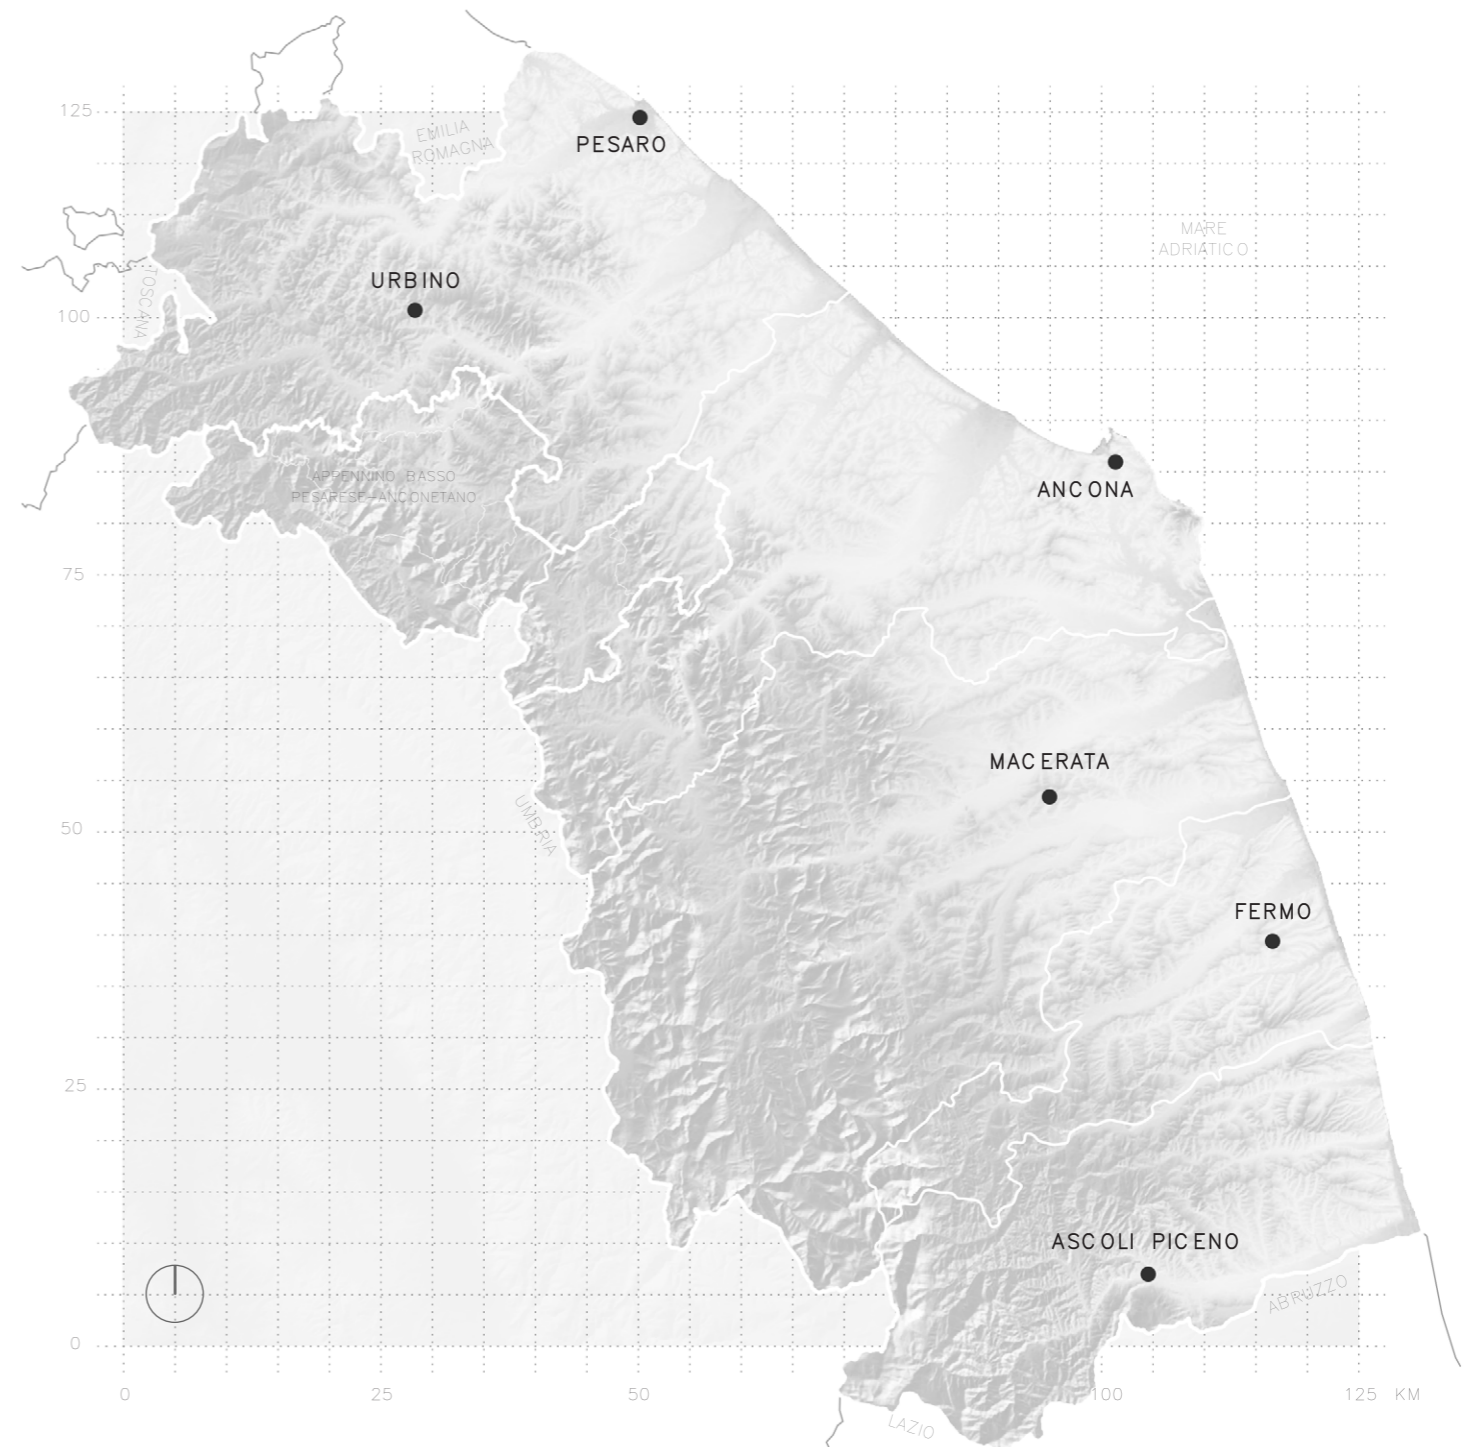 125
EMILIA
ROMAGNA
PESARO
MARE
ADRIATICO
URBINO
TOSCANA
100
APPENNINO BASSO
PESARESE-ANCONETANO
ANCONA
75
MACERATA
UMBRIA
50
FERMO
25
ASCOLI PICENO
ABRUZZO
0
0 25 50 100 125 KM
LAZIO